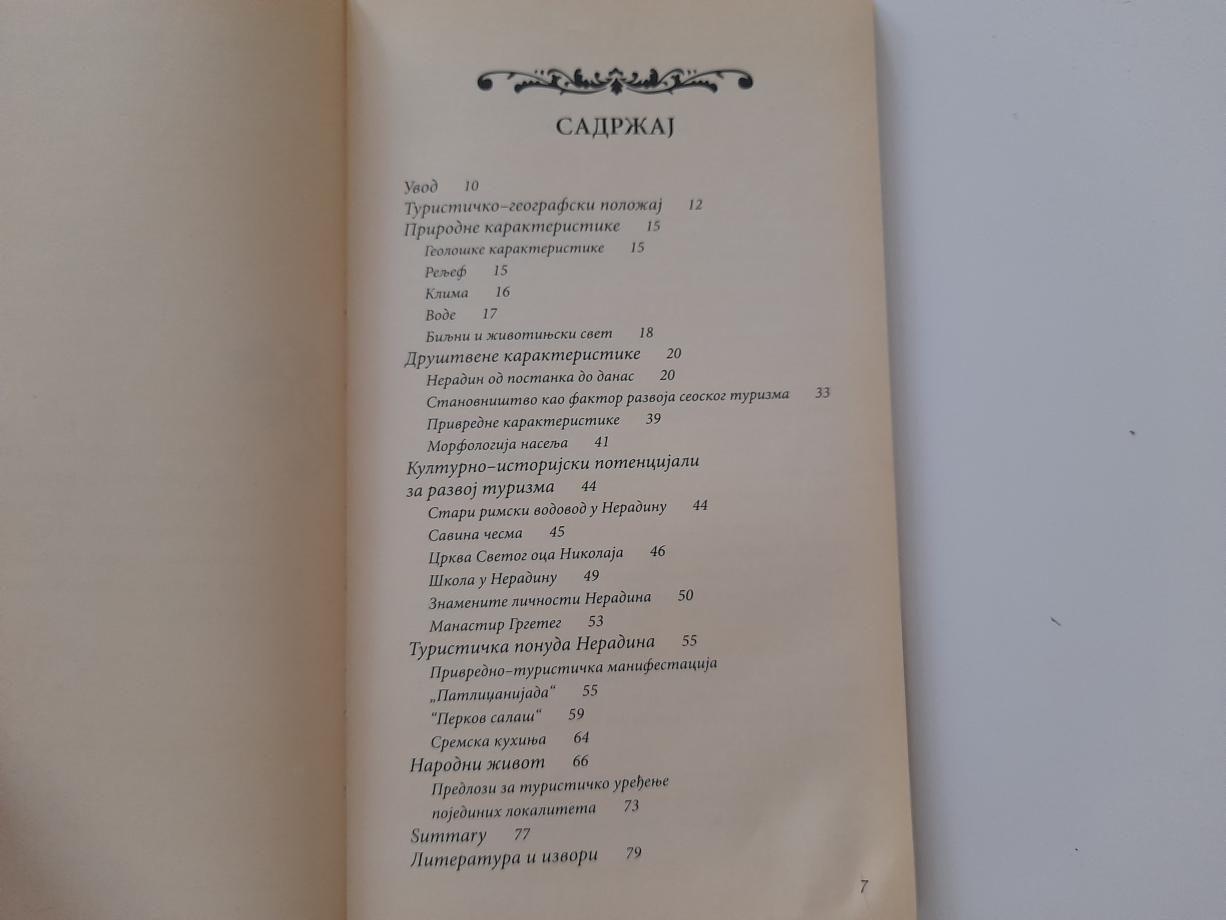 САДРЖАЈ
Увод 10
Туристичко–географски положај 12
Природне карактеристике 15
Геолошке карактеристике 15
Рељеф 15
Клима 16
Воде 17
Биљни и животињски свет 18
Друштвене карактеристике 20
Нерадин од постанка до данас 20
Становништво као фактор развоја сеоског туризма 33
Привредне карактеристике 39
Морфологија насеља 41
Културно–историјски потенцијали
за развој туризма 44
Стари римски водовод у Нерадину 44
Савина чесма 45
Црква Светог оца Николаја 46
Школа у Нерадину 49
Знамените личности Нерадина 50
Манастир Гргетег 53
Туристичка понуда Нерадина 55
Привредно–туристичка манифестација
„Патлиџанијада“ 55
“Перков салаш“ 59
Сремска кухиња 64
Народни живот 66
Предлози за туристичко уређење
појединих локалитета 73
Summary 77
Литература и извори 79
7